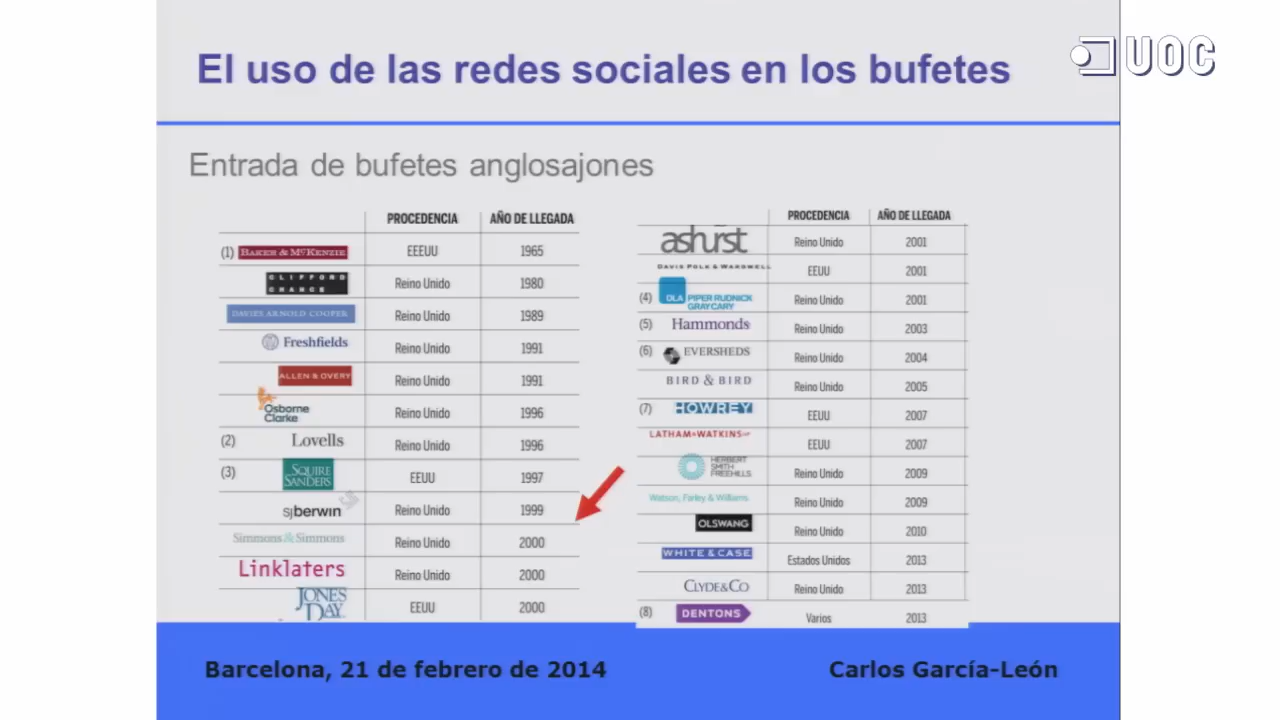 El uso de las redes sociales en los bufetes
UOC
Entrada de bufetes anglosajones
PROCEDENCIA AÑO DE LLEGADA
(1) BAKER & McKENZIE EEEUU 1965
CLIFFORD CHANCE Reino Unido 1980
DAVIES ARNOLD COOPER Reino Unido 1989
Freshfields Reino Unido 1991
ALLEN & OVERY Reino Unido 1991
Osborne Clarke Reino Unido 1996
(2) Lovells Reino Unido 1996
(3) SQUIRE SANDERS EEUU 1997
SJ berwin Reino Unido 1999
Simmons & Simmons Reino Unido 2000
Linklaters Reino Unido 2000
JONES DAY EEUU 2000
PROCEDENCIA AÑO DE LLEGADA
ashurst Reino Unido 2001
DAVIS POLK & WARDWELL EEUU 2001
(4) DLA PIPER RUDNICK GRAY CARY Reino Unido 2001
(5) Hammonds Reino Unido 2003
(6) EVERSHEDS Reino Unido 2004
BIRD & BIRD Reino Unido 2005
(7) HOWREY EEUU 2007
LATHAM & WATKINS LLP EEUU 2007
HERBERT SMITH FREEHILLS Reino Unido 2009
Watson, Farley & Williams Reino Unido 2009
OLSWANG Reino Unido 2010
WHITE & CASE Estados Unidos 2013
CLYDE & CO Reino Unido 2013
(8) DENTONS Varios 2013
Barcelona, 21 de febrero de 2014
Carlos García-León